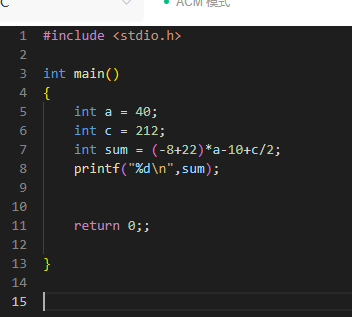 C
ACM 模式
1 #include <stdio.h>
2
3 int main()
4 {
5 int a = 40;
6 int c = 212;
7 int sum = (-8+22)*a-10+c/2;
8 printf("%d\n",sum);
9
10
11 return 0;;
12
13 }
14
15